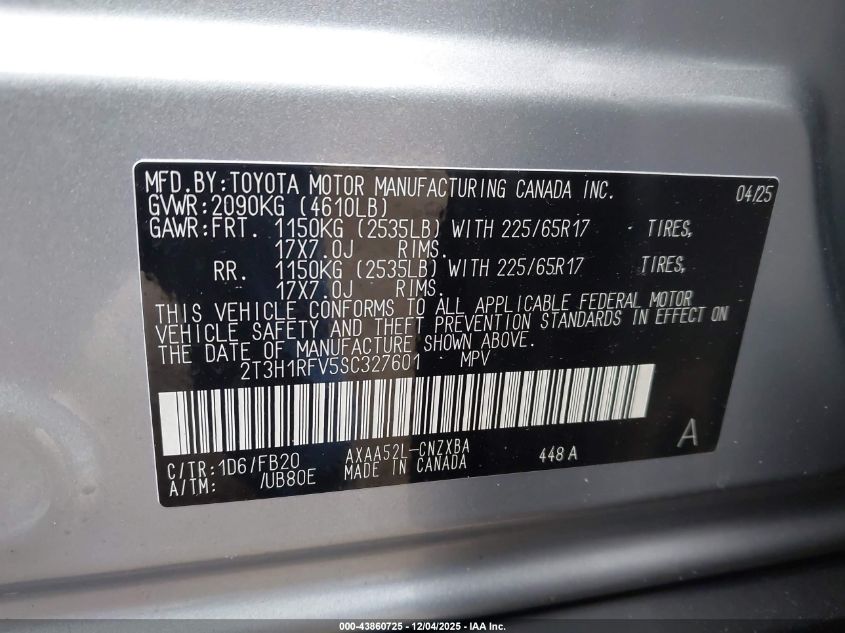 MFD.BY:TOYOTA MOTOR MANUFACTURING CANADA INC. 04/25
GVWR:2090KG (4610LB)
GAWR:FRT. 1150KG (2535LB) WITH 225/65R17 TIRES,
17X7.0J RIMS.
RR. 1150KG (2535LB) WITH 225/65R17 TIRES,
17X7.0J RIMS.
THIS VEHICLE CONFORMS TO ALL APPLICABLE FEDERAL MOTOR
VEHICLE SAFETY AND THEFT PREVENTION STANDARDS IN EFFECT ON
THE DATE OF MANUFACTURE SHOWN ABOVE.
2T3H1RFV5SC327601 MPV
A
C/TR:1D6/FB20 AXAA52L-CNZXBA 448A
A/TM: /UB80E MADE IN CANADA
000-43860725 - 12/04/2025 - IAA Inc.